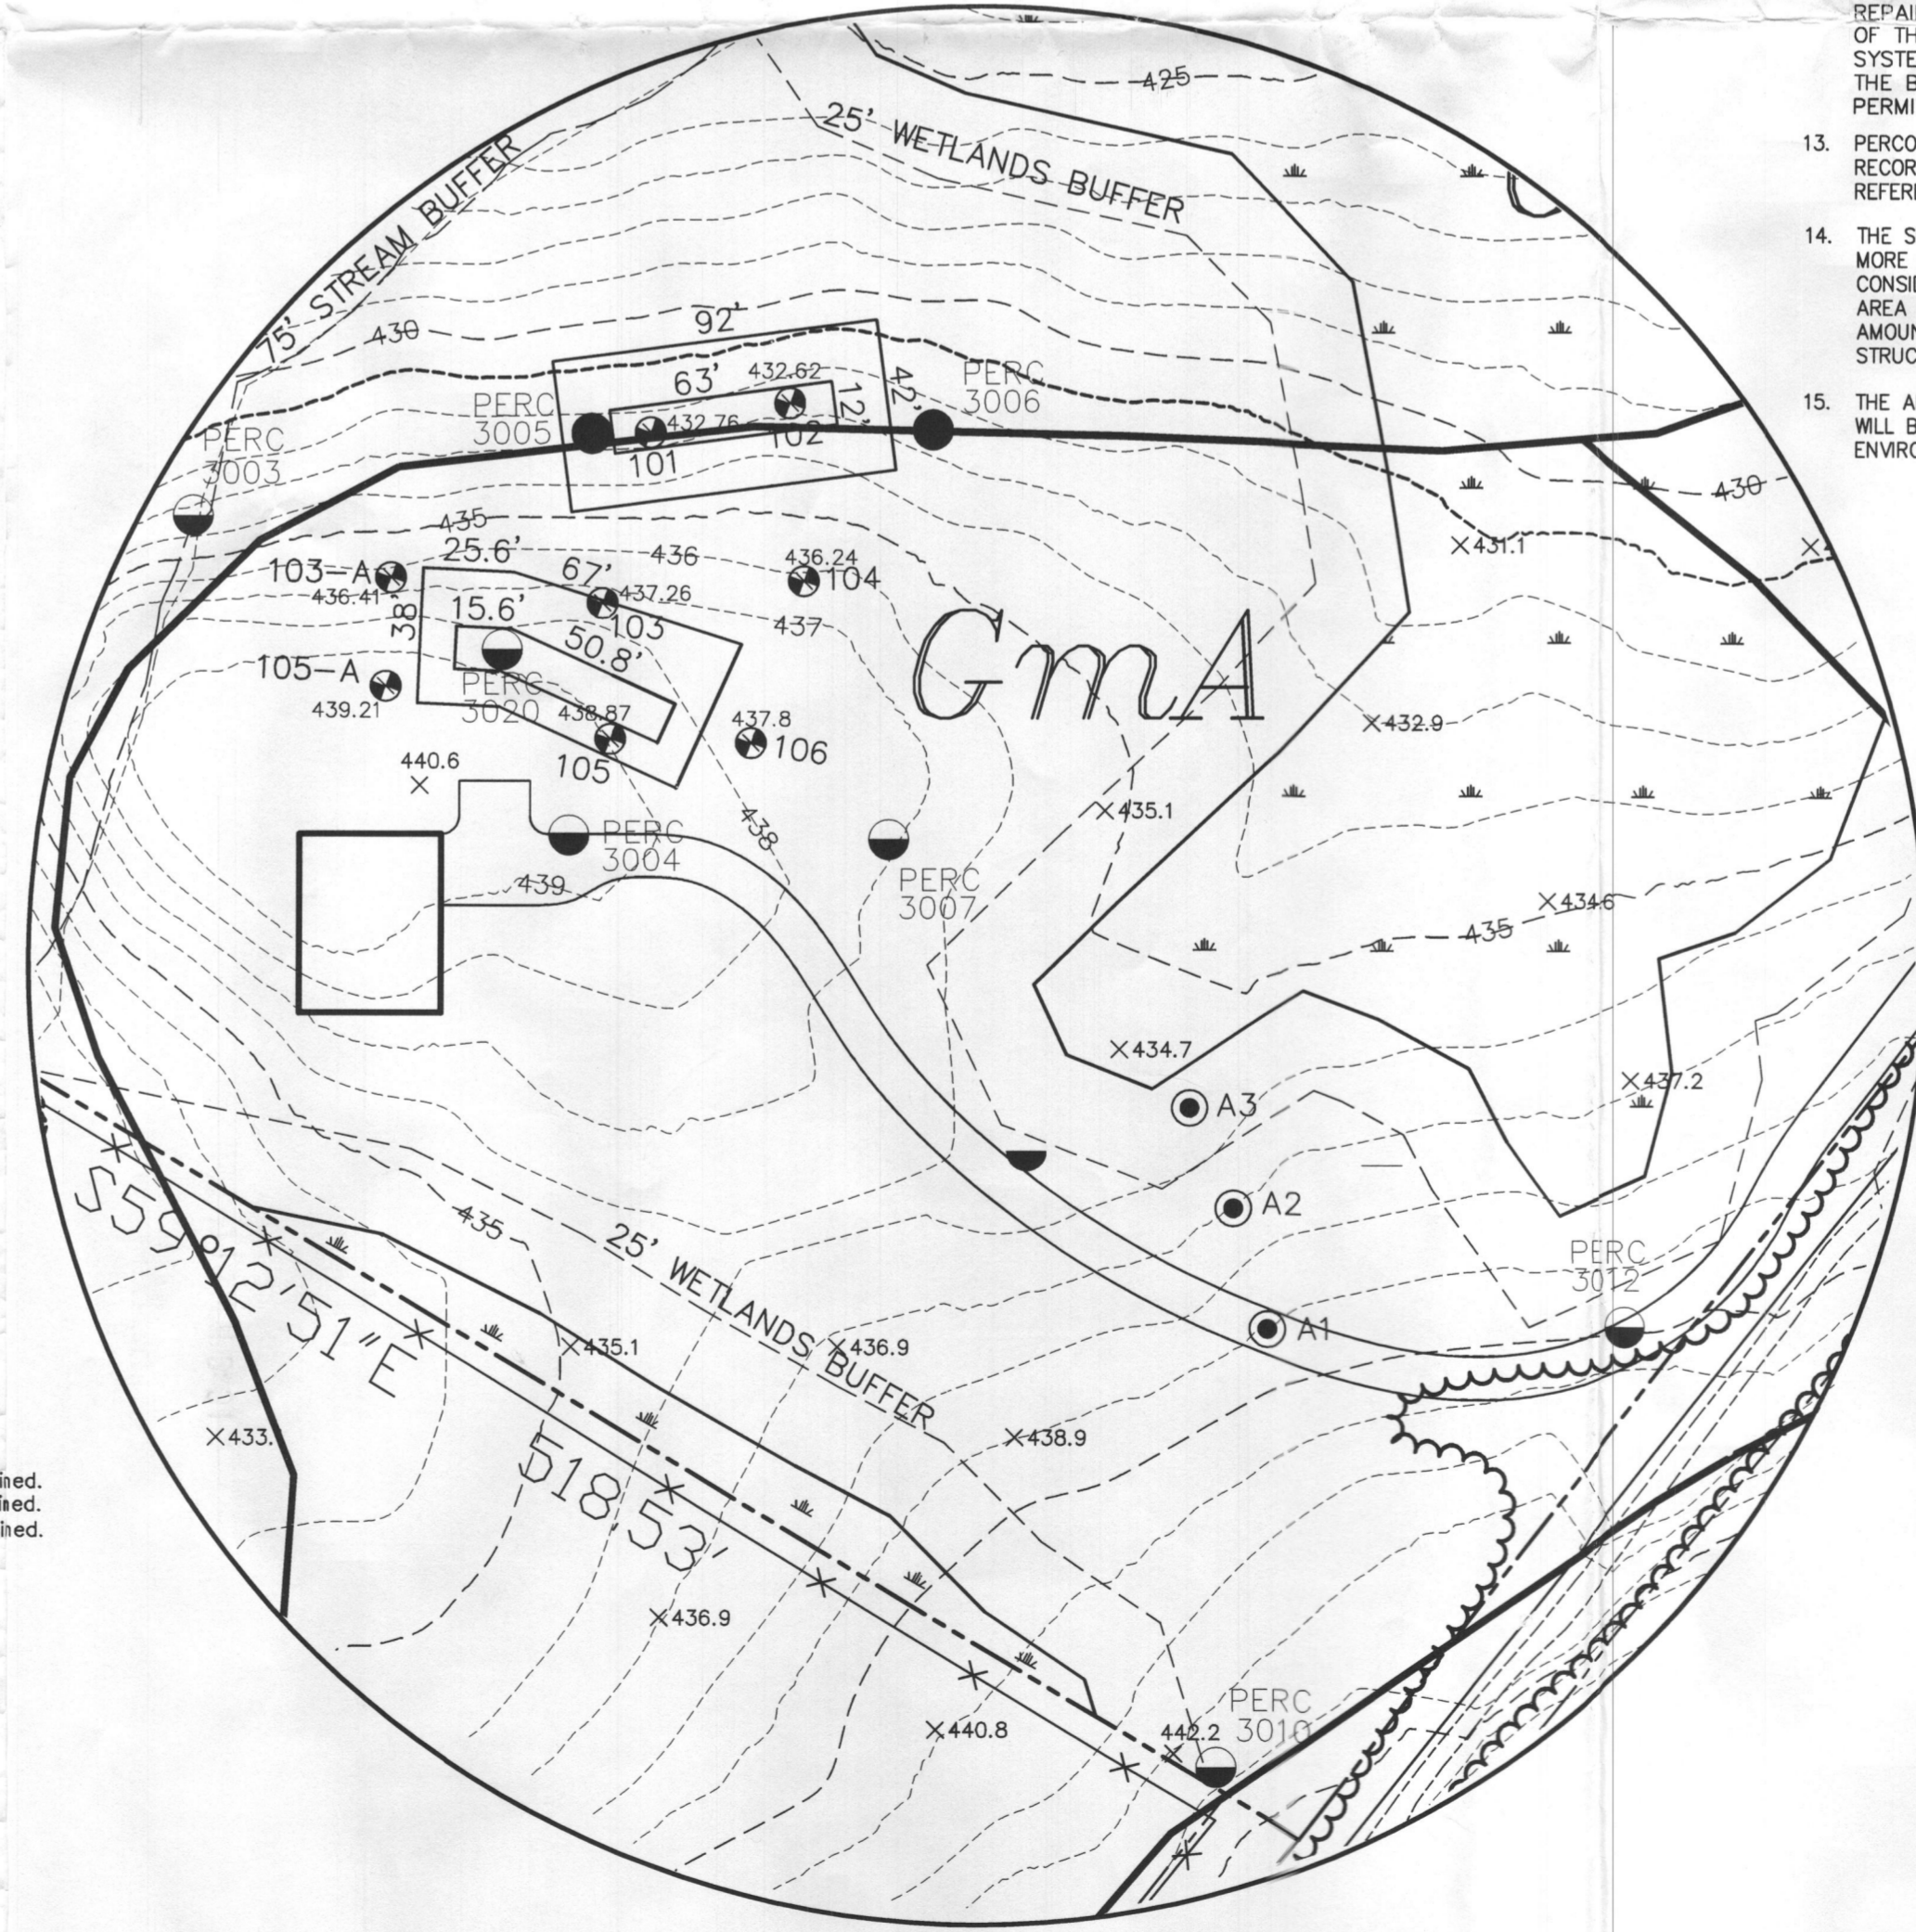 REPAI
OF TH
SYSTE
THE B
PERMI
13. PERCO
RECOR
REFERE
14. THE S
MORE
CONSID
AREA
AMOUN
STRUC
15. THE A
WILL B
ENVIRO
425
25' WETLANDS BUFFER
75' STREAM BUFFER
430
92'
63'
432.62
12'
42'
PERC
3005
432.76
101
102
PERC
3006
PERC
3003
430
435
25.6'
436
436.24
104
431.1
103-A
436.41
67'
437.26
103
38'
15.6'
50.8'
437
GmA
105-A
439.21
PERC
3020
438.87
105
437.8
106
432.9
440.6
438
435.1
PERC
3004
439
PERC
3007
434.6
435
434.7
437.2
A3
A2
A1
PERC
3012
S59°12'51"E
435
25' WETLANDS BUFFER
435.1
436.9
433.
438.9
518.53'
ined.
ined.
ined.
436.9
440.8
442.2
PERC
3010